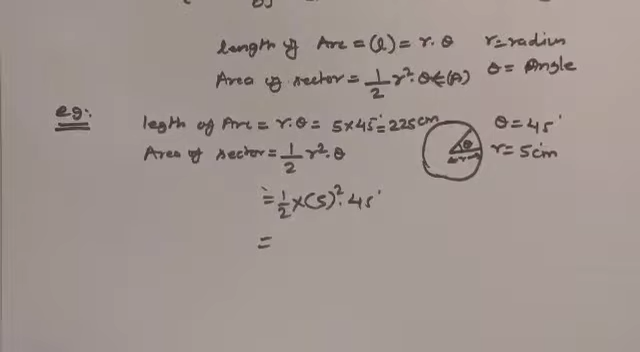 length of Arc = (l) = r. θ r = radius
Area of sector = 1/2 r². θ = (A) θ = Angle
eg:
legth of Arc = r. θ = 5 x 45° = 225 cm θ = 45°
Area of sector = 1/2 r². θ θ r = 5 cm
= 1/2 x (5)². 45°
=